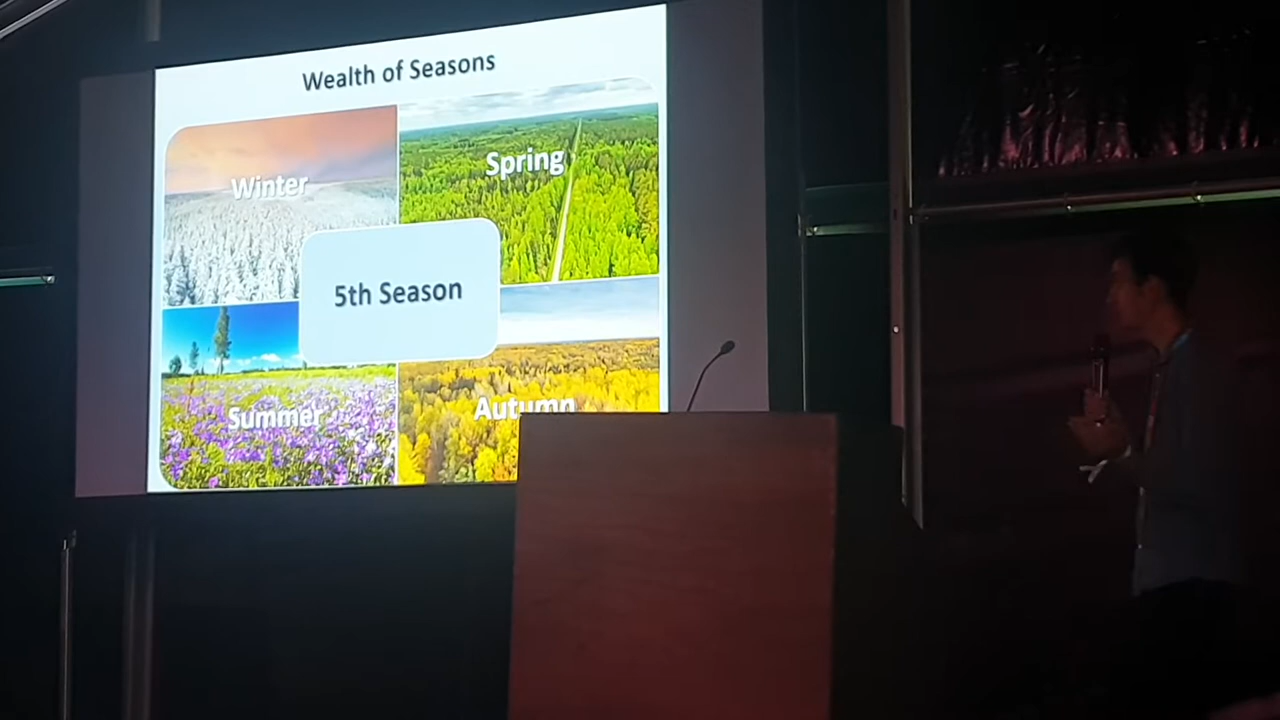 Wealth of Seasons
Winter
Spring
5th Season
Summer
Autumn